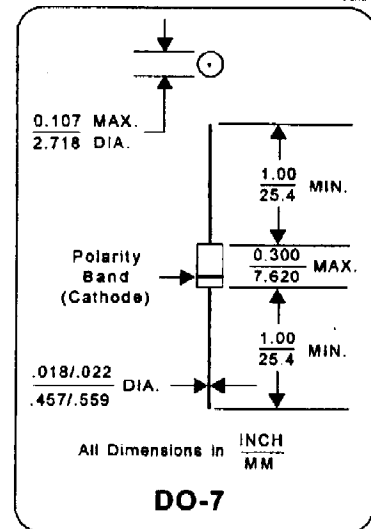 0.107 MAX.
2.718 DIA.
1.00
25.4 MIN.
Polarity
Band
(Cathode)
0.300
7.620 MAX.
1.00
25.4 MIN.
.018/.022
.457/.559 DIA.
All Dimensions in INCH
MM
DO-7